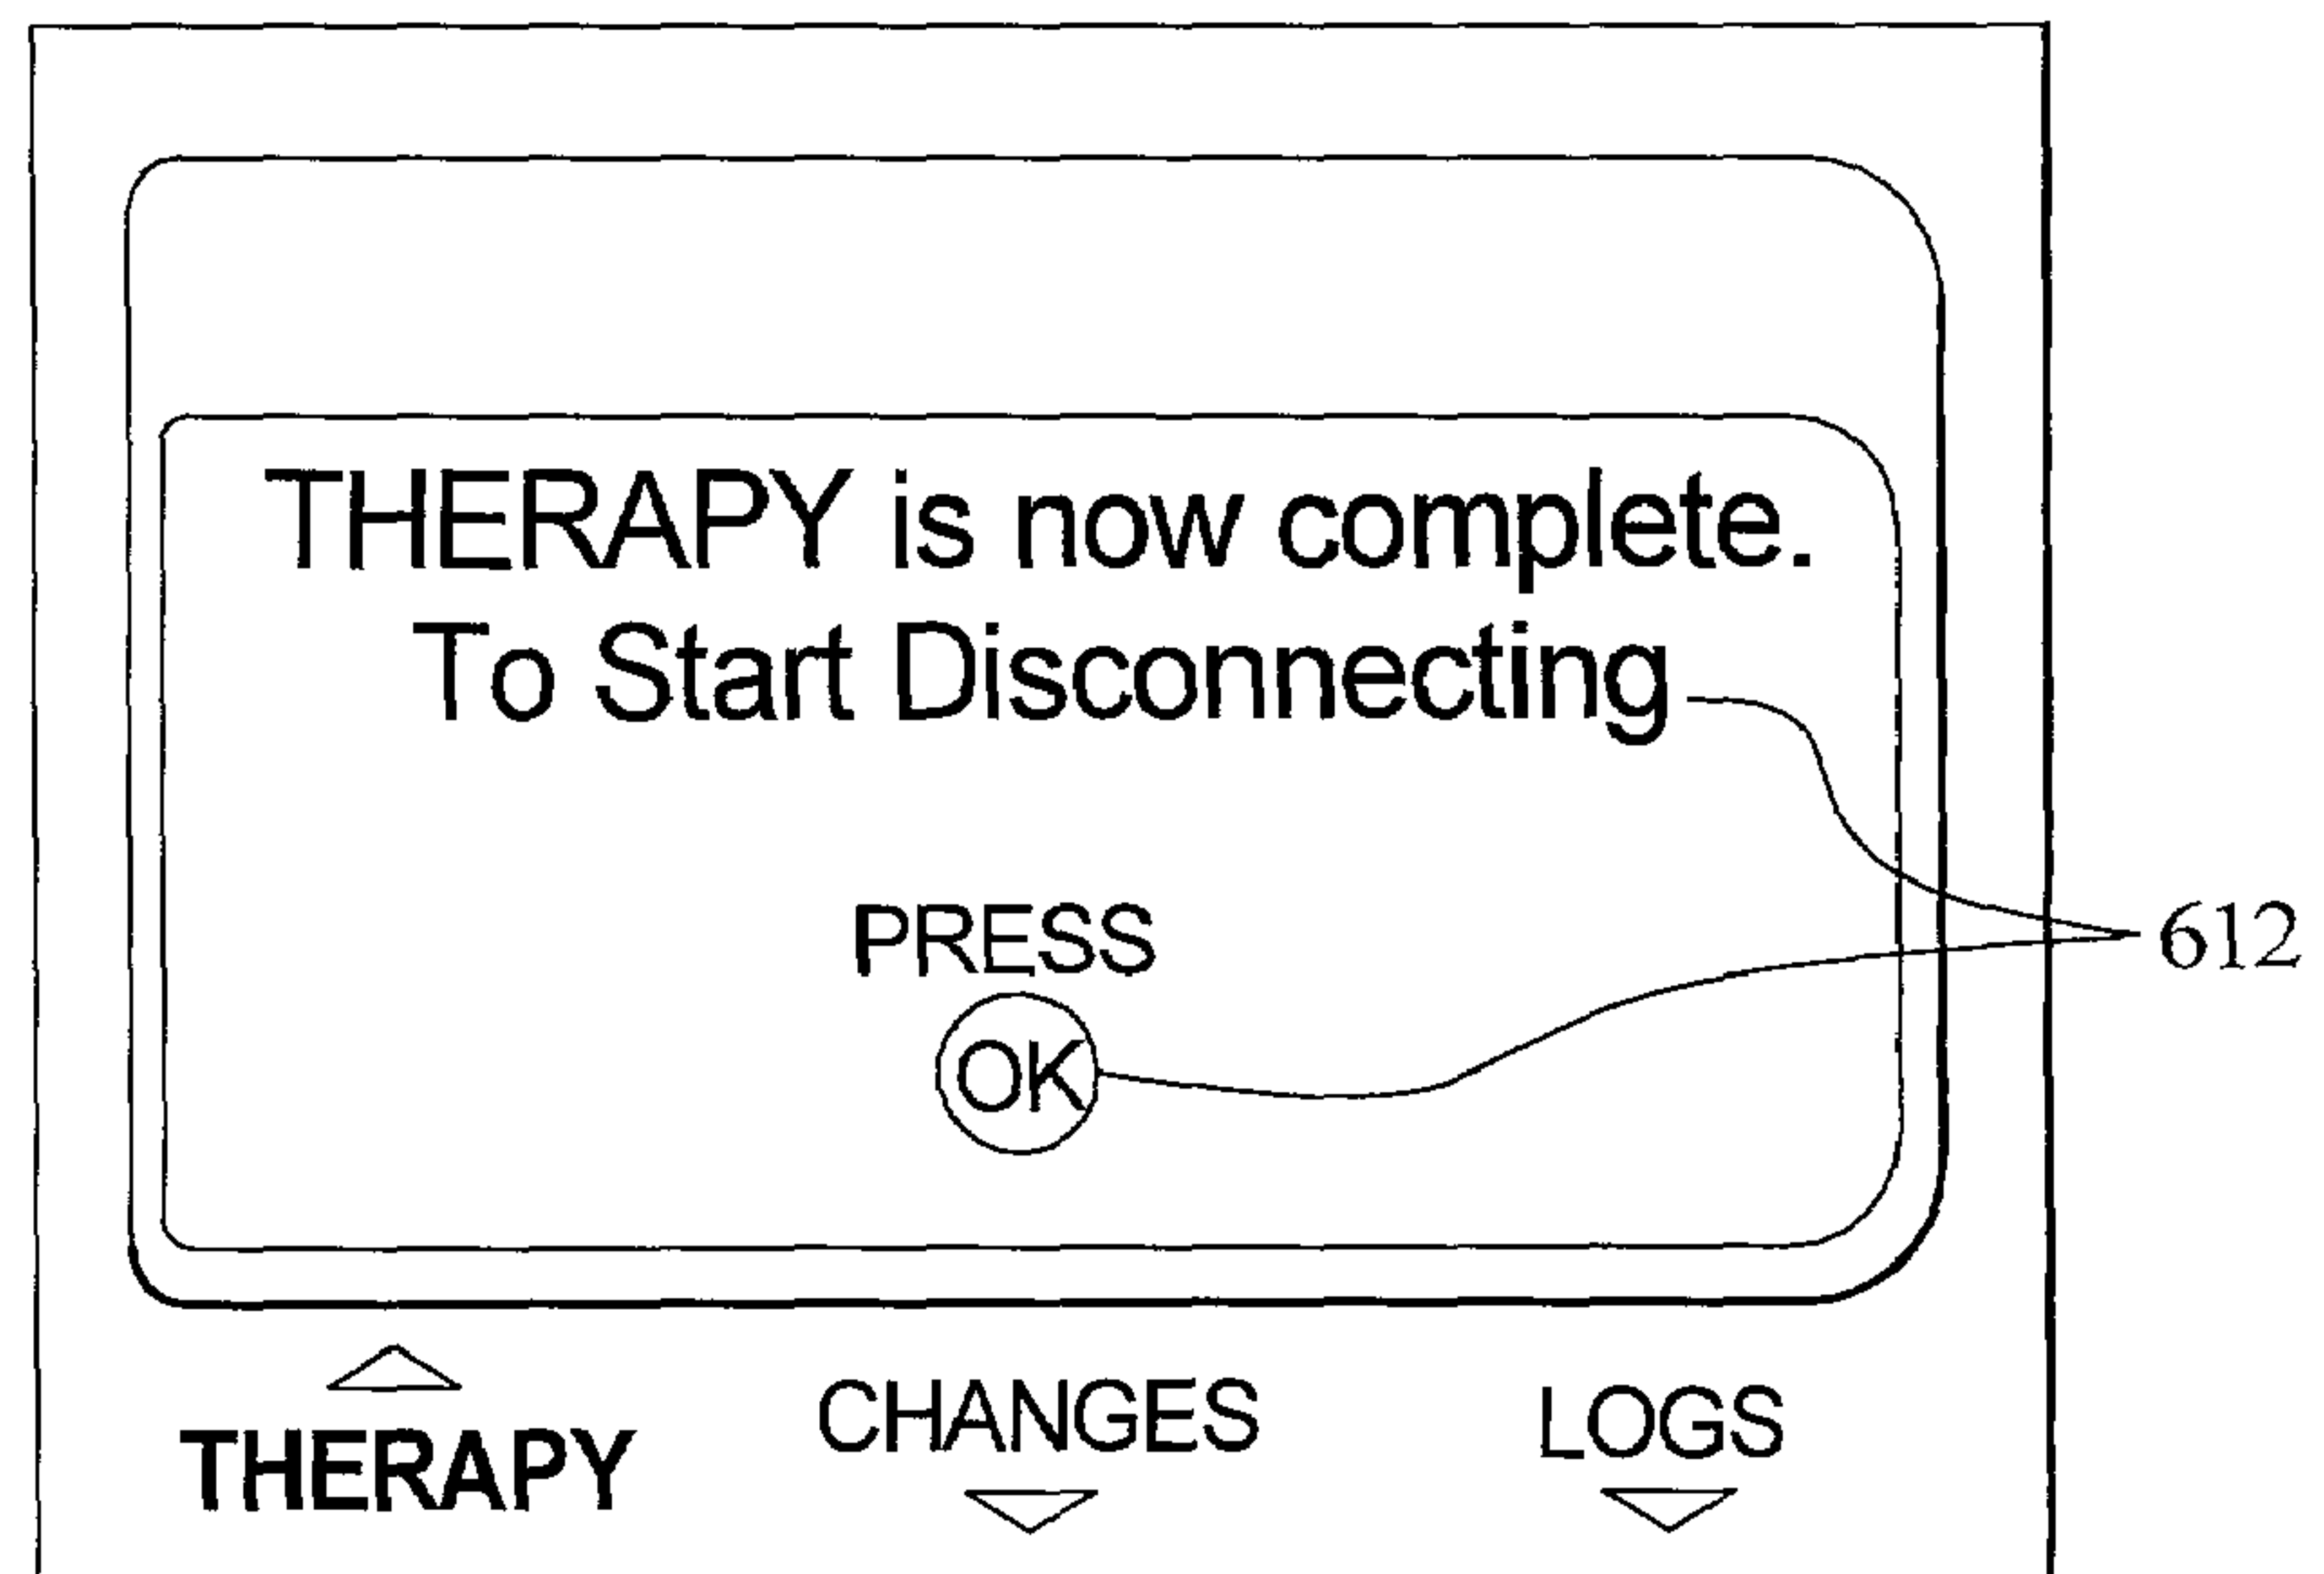 THERAPY is now complete.
To Start Disconnecting
PRESS
612
OK
THERAPY CHANGES LOGS